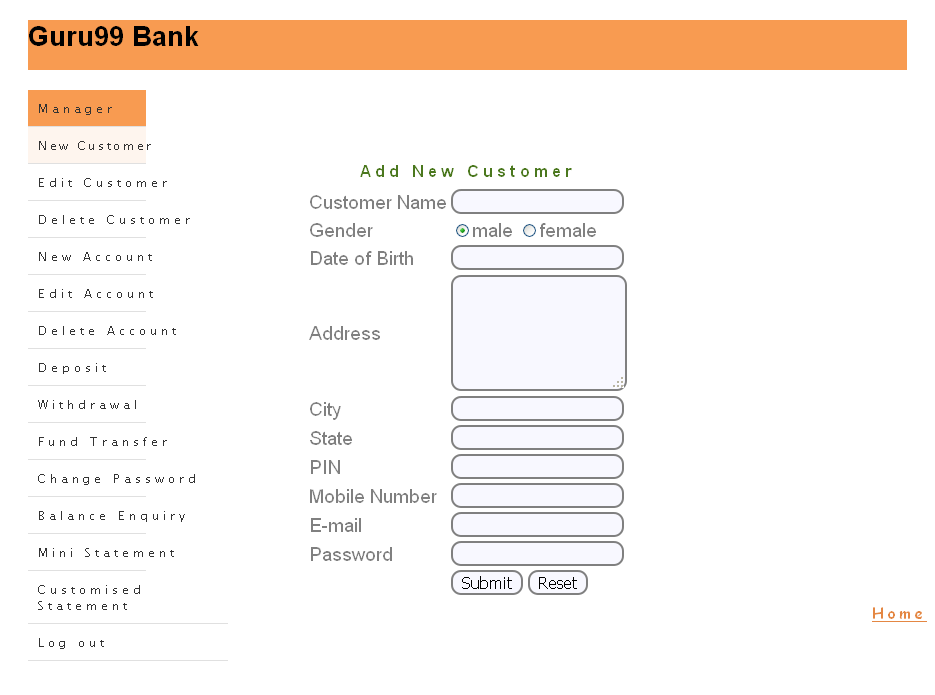 Guru99 Bank
Manager
New Customer
Edit Customer
Delete Customer
New Account
Edit Account
Delete Account
Deposit
Withdrawal
Fund Transfer
Change Password
Balance Enquiry
Mini Statement
Customised
Statement
Log out
Add New Customer
Customer Name
Gender male female
Date of Birth
Address
City
State
PIN
Mobile Number
E-mail
Password
Submit Reset
Home